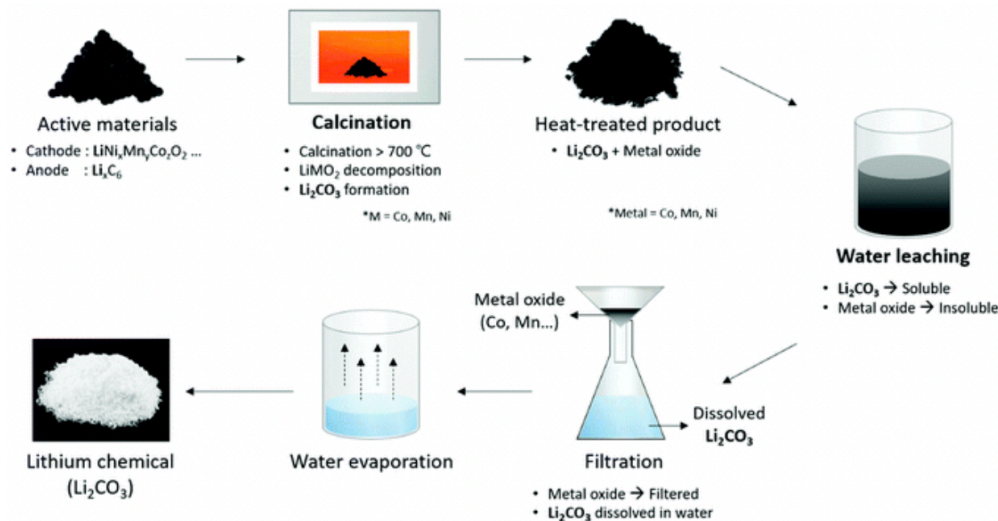 Active materials
• Cathode : LiNiₓMnᵧCo𝓏O₂ ...
• Anode : LiₓC₆
Calcination
• Calcination > 700 ℃
• LiMO₂ decomposition
• Li₂CO₃ formation
*M = Co, Mn, Ni
Heat-treated product
• Li₂CO₃ + Metal oxide
*Metal = Co, Mn, Ni
Water leaching
• Li₂CO₃ → Soluble
• Metal oxide → Insoluble
Metal oxide
(Co, Mn...)
Dissolved
Li₂CO₃
Filtration
• Metal oxide → Filtered
• Li₂CO₃ dissolved in water
Water evaporation
Lithium chemical
(Li₂CO₃)